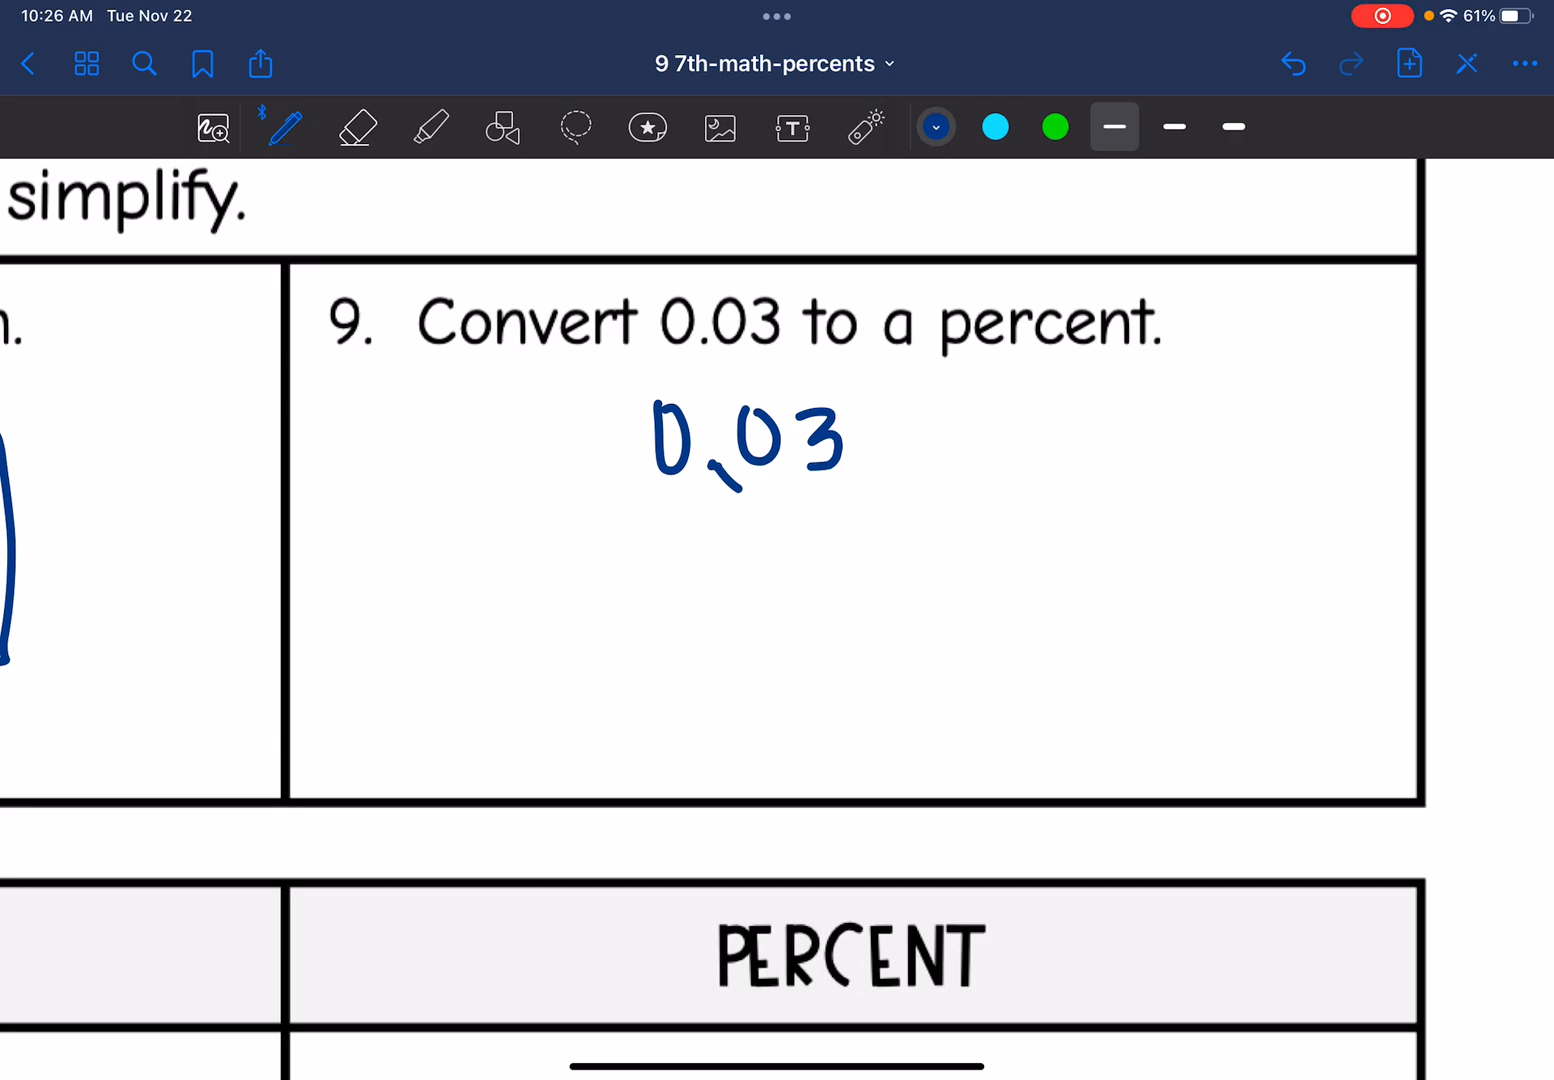 10:26 AM Tue Nov 22
61%
9 7th-math-percents
T
simplify.
n.
9. Convert 0.03 to a percent.
0.03
PERCENT